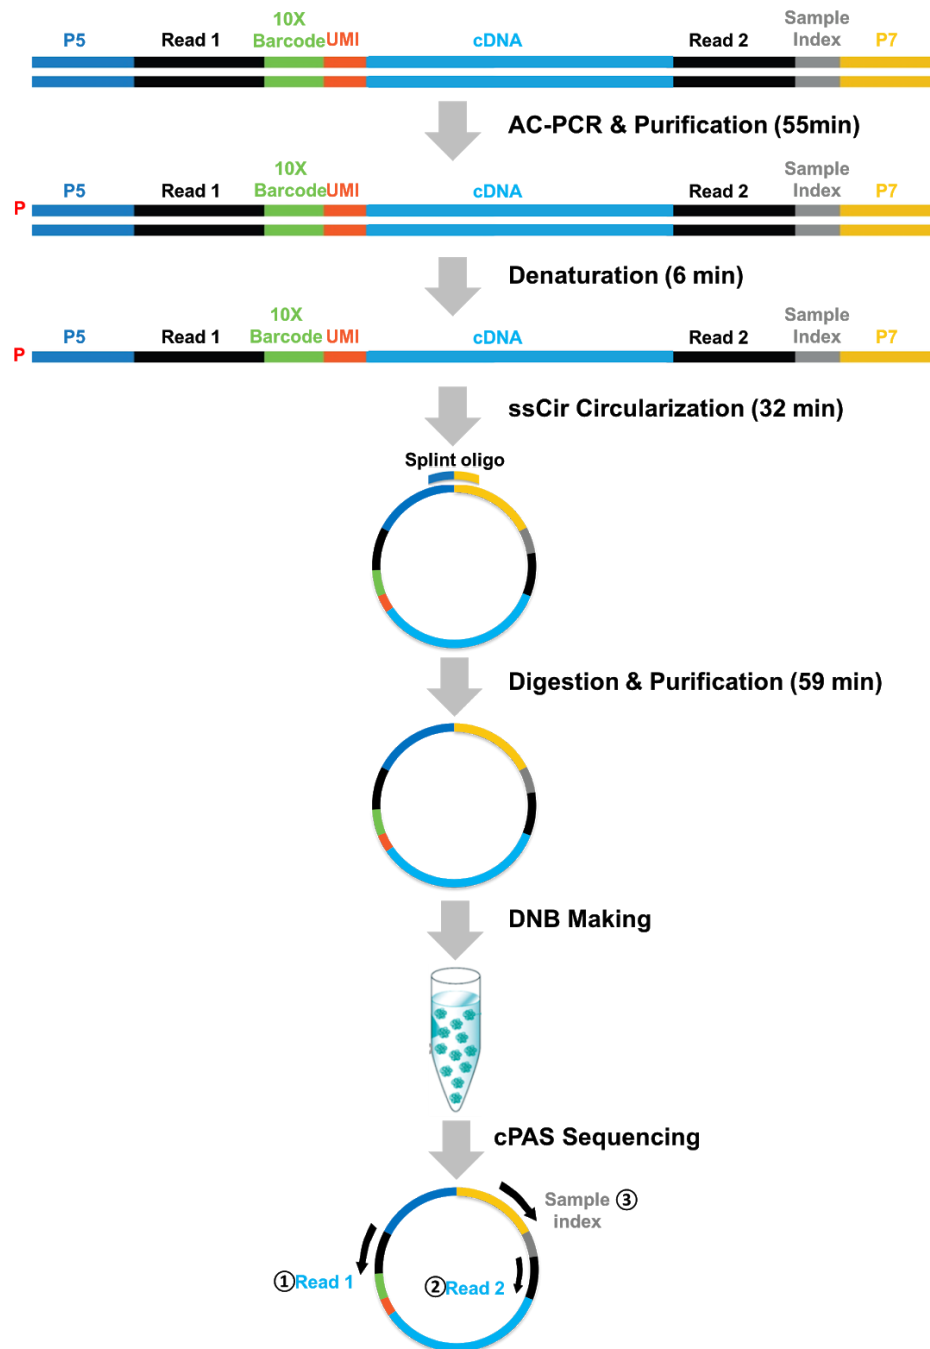 10X
Sample
P5 Read 1 Barcode UMI cDNA Read 2 Index P7
AC-PCR & Purification (55min)
10X
Sample
P5 Read 1 Barcode UMI cDNA Read 2 Index P7
P
Denaturation (6 min)
10X
Sample
P5 Read 1 Barcode UMI cDNA Read 2 Index P7
P
ssCir Circularization (32 min)
Splint oligo
Digestion & Purification (59 min)
DNB Making
cPAS Sequencing
Sample ③
index
①Read 1 ②Read 2